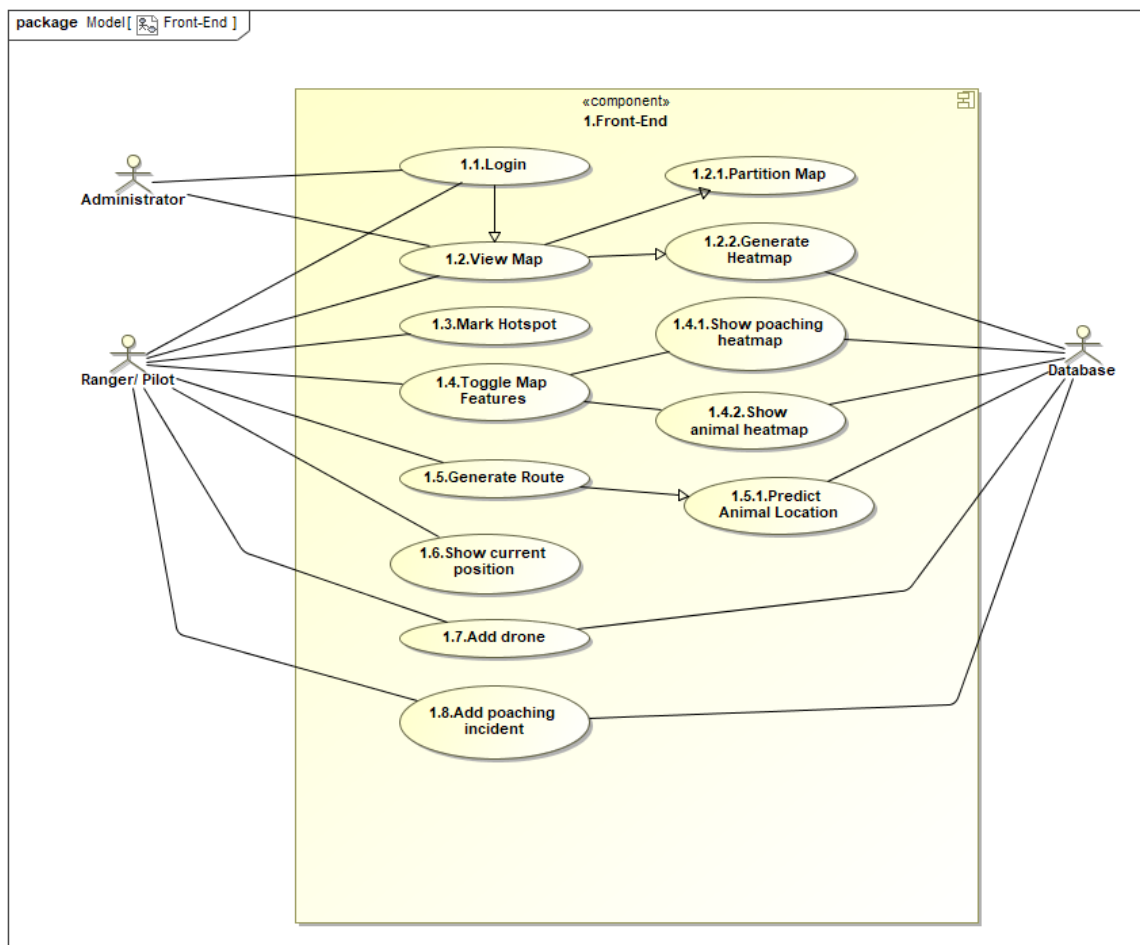 package Model[ Front-End ]
«component»
1.Front-End
1.1.Login
1.2.1.Partition Map
Administrator
1.2.View Map
1.2.2.Generate
Heatmap
1.3.Mark Hotspot
1.4.1.Show poaching
heatmap
Ranger/ Pilot
Database
1.4.Toggle Map
Features
1.4.2.Show
animal heatmap
1.5.Generate Route
1.5.1.Predict
Animal Location
1.6.Show current
position
1.7.Add drone
1.8.Add poaching
incident